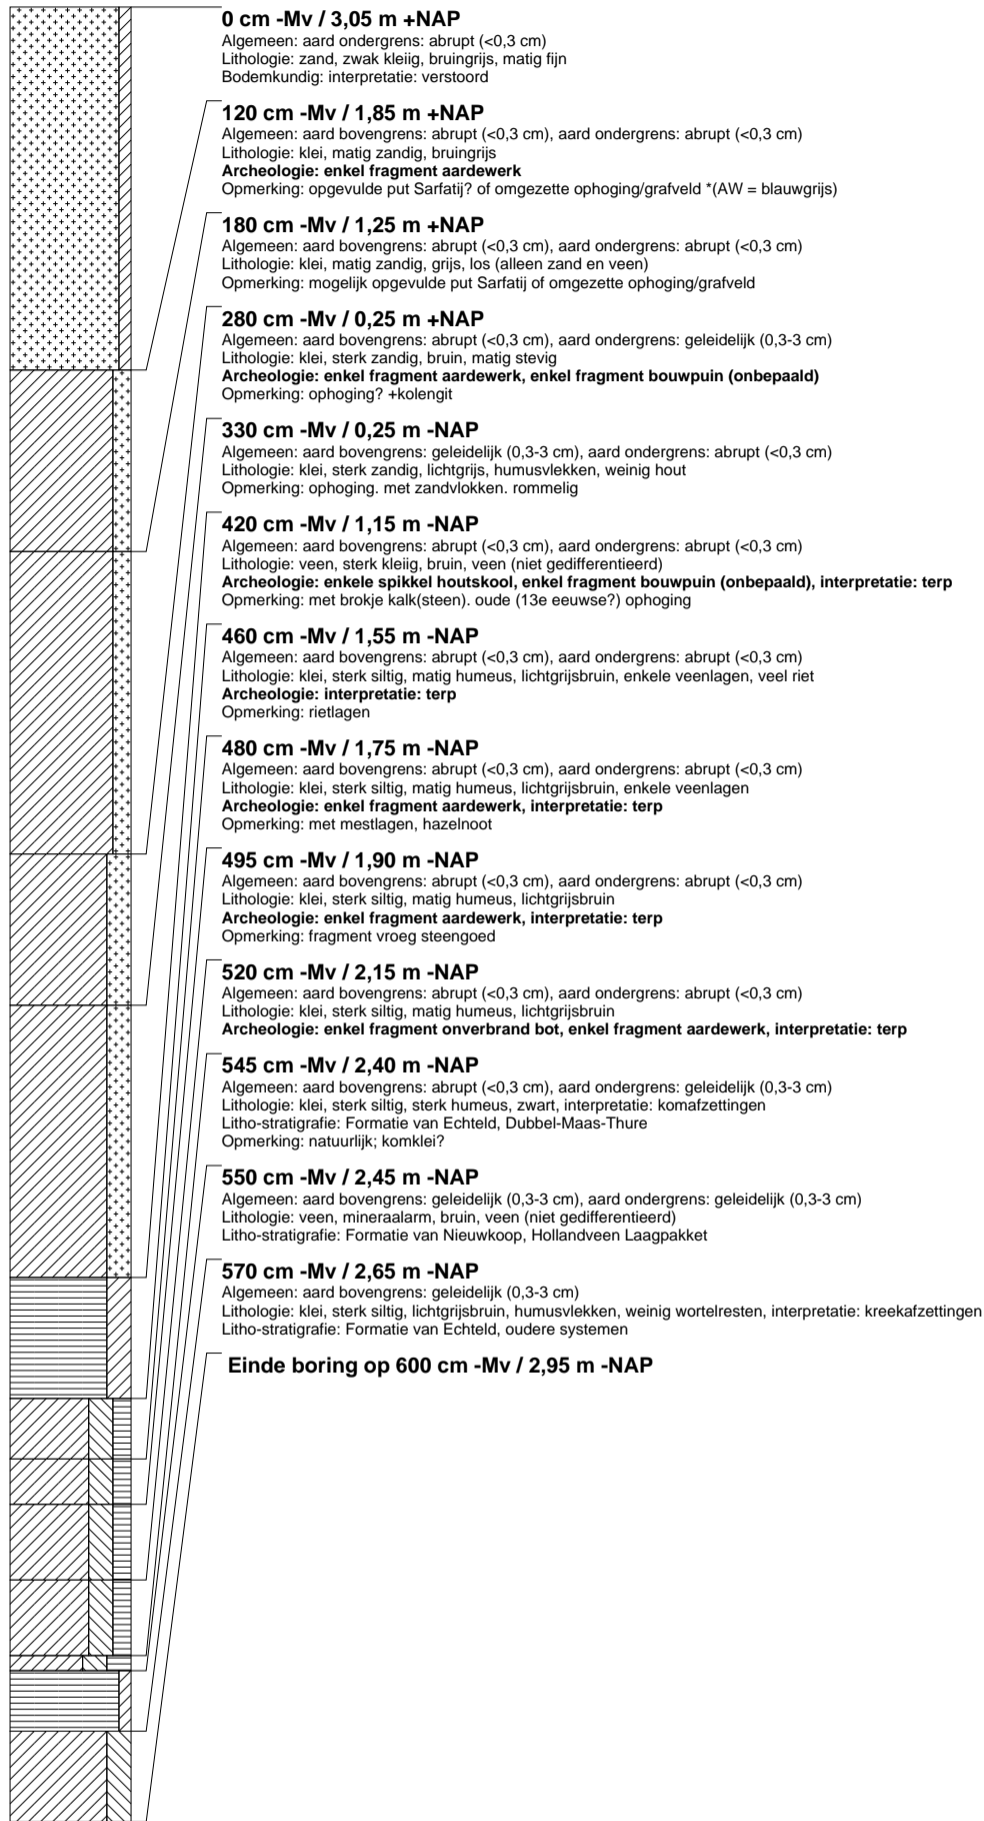 0 cm -Mv / 3,05 m +NAP
Algemeen: aard ondergrens: abrupt (<0,3 cm)
Lithologie: zand, zwak kleiig, bruingrijs, matig fijn
Bodemkundig: interpretatie: verstoord
120 cm -Mv / 1,85 m +NAP
Algemeen: aard bovengrens: abrupt (<0,3 cm), aard ondergrens: abrupt (<0,3 cm)
Lithologie: klei, matig zandig, bruingrijs
Archeologie: enkel fragment aardewerk
Opmerking: opgevulde put Sarfatij? of omgezette ophoging/grafveld *(AW = blauwgrijs)
180 cm -Mv / 1,25 m +NAP
Algemeen: aard bovengrens: abrupt (<0,3 cm), aard ondergrens: abrupt (<0,3 cm)
Lithologie: klei, matig zandig, grijs, los (alleen zand en veen)
Opmerking: mogelijk opgevulde put Sarfatij of omgezette ophoging/grafveld
280 cm -Mv / 0,25 m +NAP
Algemeen: aard bovengrens: abrupt (<0,3 cm), aard ondergrens: geleidelijk (0,3-3 cm)
Lithologie: klei, sterk zandig, bruin, matig stevig
Archeologie: enkel fragment aardewerk, enkel fragment bouwpuin (onbepaald)
Opmerking: ophoging? +kolengit
330 cm -Mv / 0,25 m -NAP
Algemeen: aard bovengrens: geleidelijk (0,3-3 cm), aard ondergrens: abrupt (<0,3 cm)
Lithologie: klei, sterk zandig, lichtgrijs, humusvlekken, weinig hout
Opmerking: ophoging. met zandvlokken. rommelig
420 cm -Mv / 1,15 m -NAP
Algemeen: aard bovengrens: abrupt (<0,3 cm), aard ondergrens: abrupt (<0,3 cm)
Lithologie: veen, sterk kleiig, bruin, veen (niet gedifferentieerd)
Archeologie: enkele spikkel houtskool, enkel fragment bouwpuin (onbepaald), interpretatie: terp
Opmerking: met brokje kalk(steen). oude (13e eeuwse?) ophoging
460 cm -Mv / 1,55 m -NAP
Algemeen: aard bovengrens: abrupt (<0,3 cm), aard ondergrens: abrupt (<0,3 cm)
Lithologie: klei, sterk siltig, matig humeus, lichtgrijsbruin, enkele veenlagen, veel riet
Archeologie: interpretatie: terp
Opmerking: rietlagen
480 cm -Mv / 1,75 m -NAP
Algemeen: aard bovengrens: abrupt (<0,3 cm), aard ondergrens: abrupt (<0,3 cm)
Lithologie: klei, sterk siltig, matig humeus, lichtgrijsbruin, enkele veenlagen
Archeologie: enkel fragment aardewerk, interpretatie: terp
Opmerking: met mestlagen, hazelnoot
495 cm -Mv / 1,90 m -NAP
Algemeen: aard bovengrens: abrupt (<0,3 cm), aard ondergrens: abrupt (<0,3 cm)
Lithologie: klei, sterk siltig, matig humeus, lichtgrijsbruin
Archeologie: enkel fragment aardewerk, interpretatie: terp
Opmerking: fragment vroeg steengoed
520 cm -Mv / 2,15 m -NAP
Algemeen: aard bovengrens: abrupt (<0,3 cm), aard ondergrens: abrupt (<0,3 cm)
Lithologie: klei, sterk siltig, matig humeus, lichtgrijsbruin
Archeologie: enkel fragment onverbrand bot, enkel fragment aardewerk, interpretatie: terp
545 cm -Mv / 2,40 m -NAP
Algemeen: aard bovengrens: abrupt (<0,3 cm), aard ondergrens: geleidelijk (0,3-3 cm)
Lithologie: klei, sterk siltig, sterk humeus, zwart, interpretatie: komafzettingen
Litho-stratigrafie: Formatie van Echteld, Dubbel-Maas-Thure
Opmerking: natuurlijk; komklei?
550 cm -Mv / 2,45 m -NAP
Algemeen: aard bovengrens: geleidelijk (0,3-3 cm), aard ondergrens: geleidelijk (0,3-3 cm)
Lithologie: veen, mineraalarm, bruin, veen (niet gedifferentieerd)
Litho-stratigrafie: Formatie van Nieuwkoop, Hollandveen Laagpakket
570 cm -Mv / 2,65 m -NAP
Algemeen: aard bovengrens: geleidelijk (0,3-3 cm)
Lithologie: klei, sterk siltig, lichtgrijsbruin, humusvlekken, weinig wortelresten, interpretatie: kreekafzettingen
Litho-stratigrafie: Formatie van Echteld, oudere systemen
Einde boring op 600 cm -Mv / 2,95 m -NAP